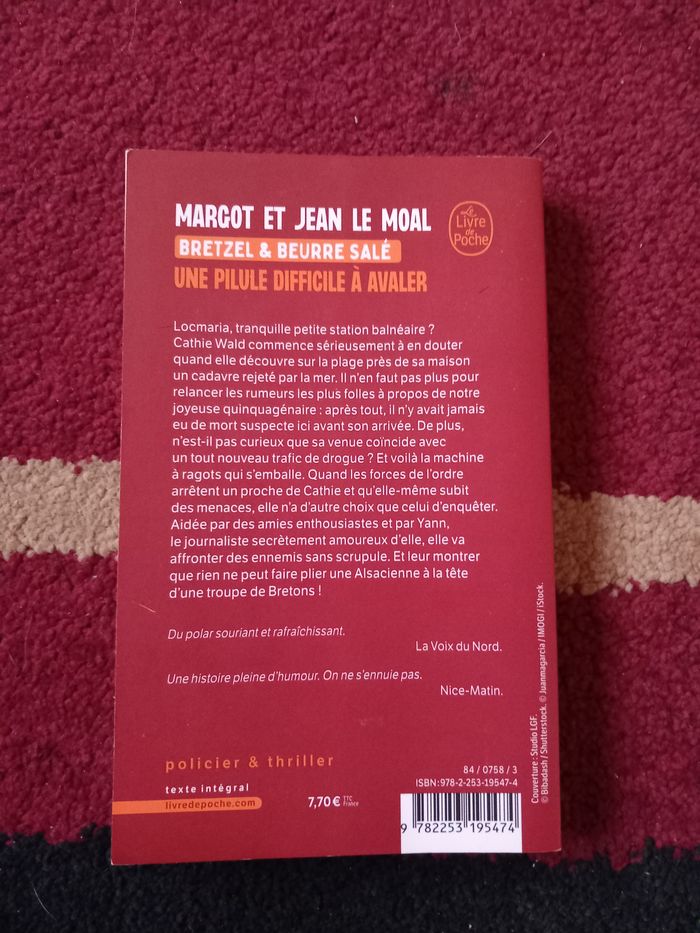 MARGOT ET JEAN LE MOAL
BRETZEL & BEURRE SALÉ
UNE PILULE DIFFICILE À AVALER
Le
Livre
de
Poche
Locmaria, tranquille petite station balnéaire ?
Cathie Wald commence sérieusement à en douter
quand elle découvre sur la plage près de sa maison
un cadavre rejeté par la mer. Il n'en faut pas plus pour
relancer les rumeurs les plus folles à propos de notre
joyeuse quinquagénaire : après tout, il n'y avait jamais
eu de mort suspecte ici avant son arrivée. De plus,
n'est-il pas curieux que sa venue coïncide avec
un tout nouveau trafic de drogue ? Et voilà la machine
à ragots qui s'emballe. Quand les forces de l'ordre
arrêtent un proche de Cathie et qu'elle-même subit
des menaces, elle n'a d'autre choix que celui d'enquêter.
Aidée par des amies enthousiastes et par Yann,
le journaliste secrètement amoureux d'elle, elle va
affronter des ennemis sans scrupule. Et leur montrer
que rien ne peut faire plier une Alsacienne à la tête
d'une troupe de Bretons !
Du polar souriant et rafraîchissant.
La Voix du Nord.
Une histoire pleine d'humour. On ne s'ennuie pas.
Nice-Matin.
policier & thriller
texte intégral
livredepoche.com
7,70 € TTC
France
84 / 0758 / 3
ISBN : 978-2-253-19547-4
9 782253 195474
Couverture : Studio LGF.
© Bibadash / Shutterstock. © Juanmagarcia / IMOGI / iStock.